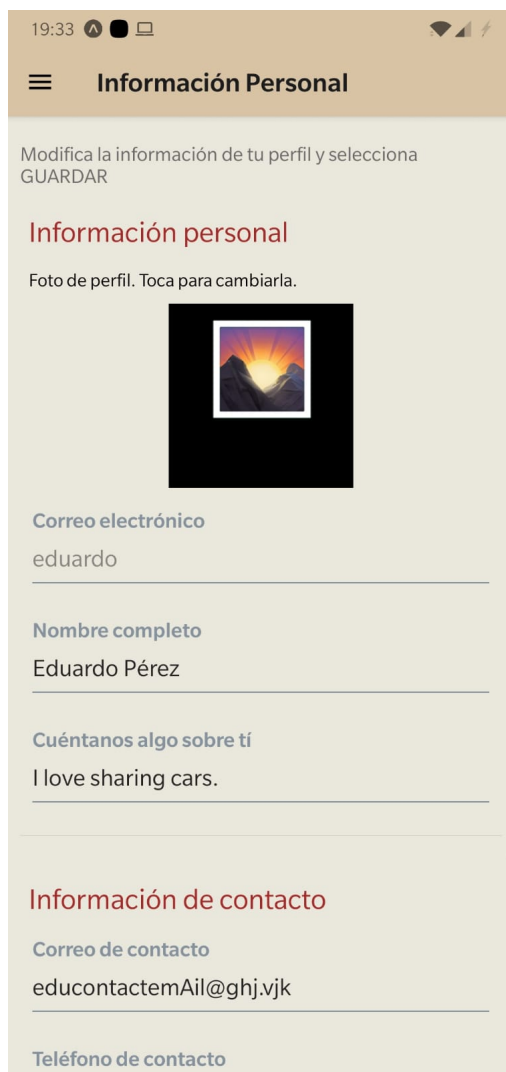 19:33
Información Personal
Modifica la información de tu perfil y selecciona
GUARDAR
Información personal
Foto de perfil. Toca para cambiarla.
Correo electrónico
eduardo
Nombre completo
Eduardo Pérez
Cuéntanos algo sobre tí
I love sharing cars.
Información de contacto
Correo de contacto
educontactemAil@ghj.vjk
Teléfono de contacto